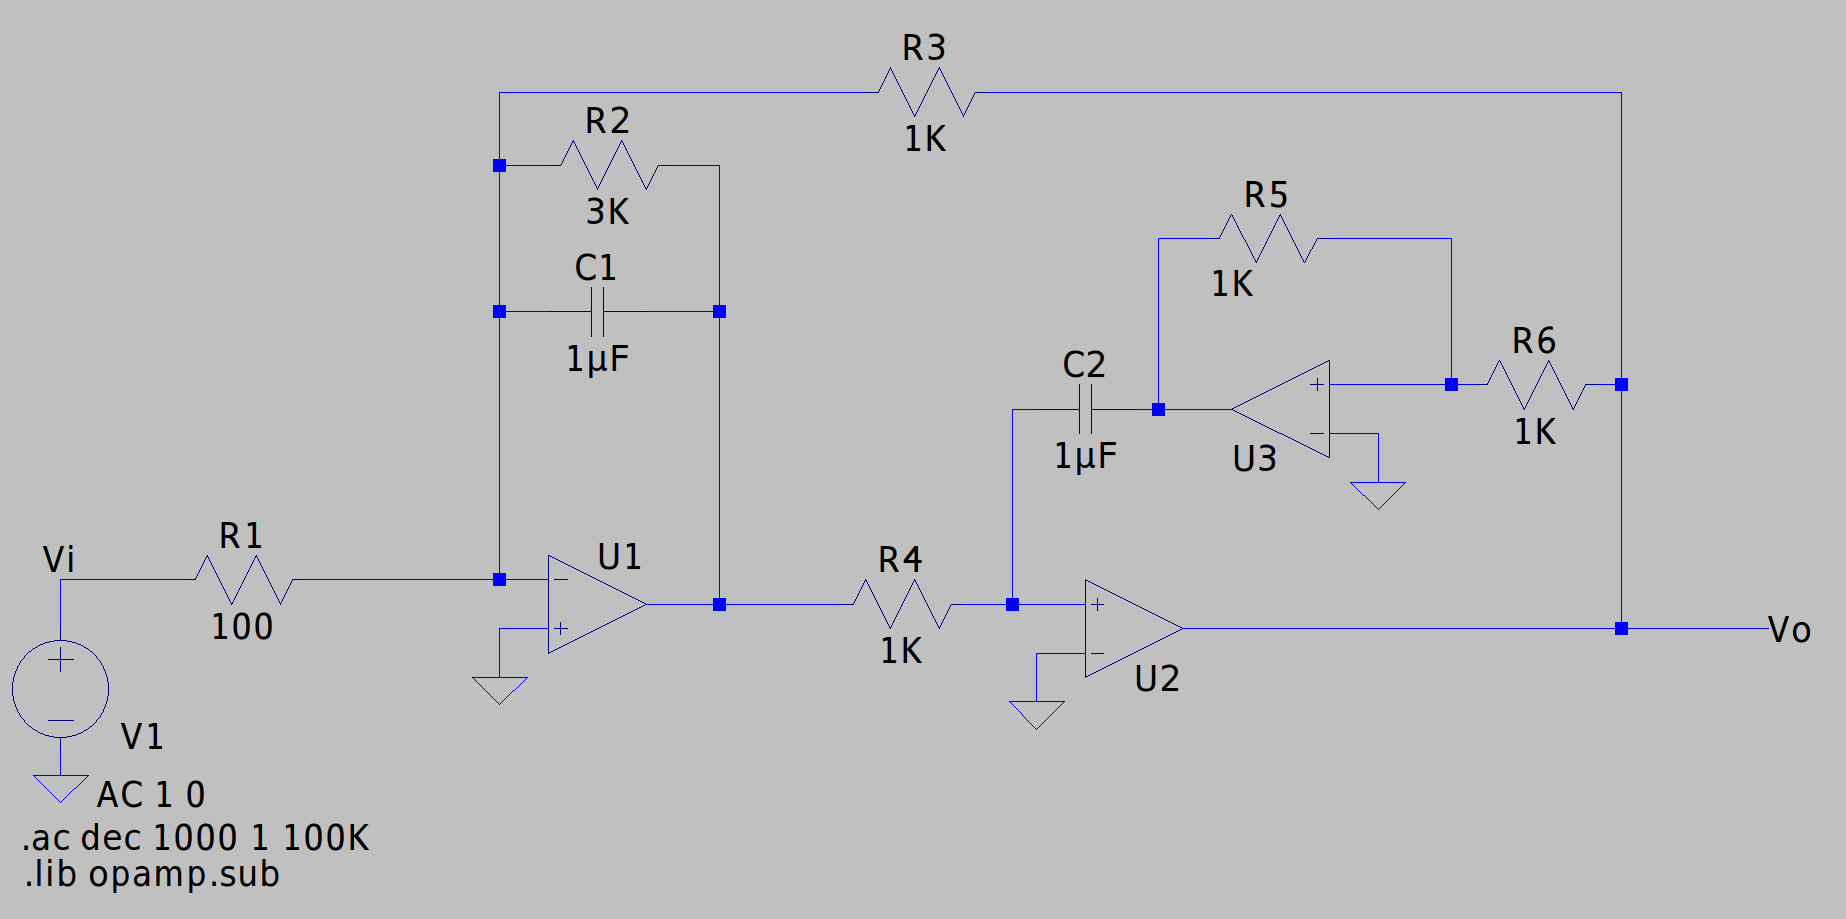 R3
1K
R2
3K
R5
1K
C1
1µF
R6
1K
C2
1µF
+
−
U3
Vi
R1
100
−
+
U1
R4
1K
+
−
U2
Vo
+
−
V1
AC 1 0
.ac dec 1000 1 100K
.lib opamp.sub